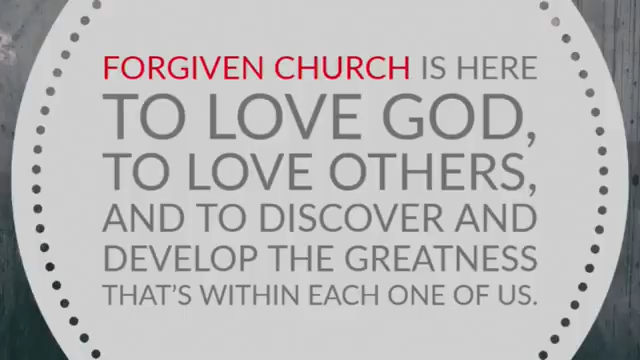 FORGIVEN CHURCH IS HERE
TO LOVE GOD,
TO LOVE OTHERS,
AND TO DISCOVER AND
DEVELOP THE GREATNESS
THAT'S WITHIN EACH ONE OF US.